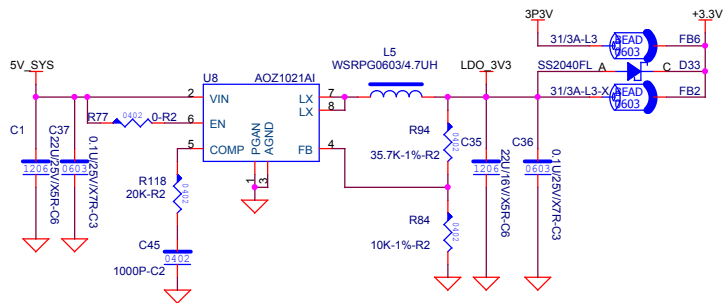 3P3V
+3.3V
31/3A-L3
BEAD
0603
FB6
5V_SYS
L5
WSRPG0603/4.7UH
LDO_3V3
SS2040FL
A
C
D33
U8
AOZ1021AI
31/3A-L3-X
BEAD
0603
FB2
2
VIN
LX
7
LX
8
R77
0402
0-R2
6
EN
5
COMP
PGAN
AGND
FB
4
1
3
C1
1206
22U/25V/X5R-C6
C37
0603
0.1U/25V/X7R-C3
R94
35.7K-1%-R2
0402
C35
1206
22U/16V/X5R-C6
C36
0603
0.1U/25V/X7R-C3
R118
20K-R2
0402
R84
10K-1%-R2
0402
C45
0402
1000P-C2